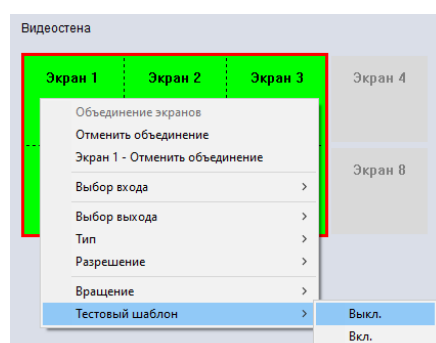 Видеостена
Экран 1 Экран 2 Экран 3 Экран 4
Объединение экранов
Отменить объединение
Экран 1 - Отменить объединение
Экран 8
Выбор входа
Выбор выхода
Тип
Разрешение
Вращение
Тестовый шаблон
Выкл.
Вкл.